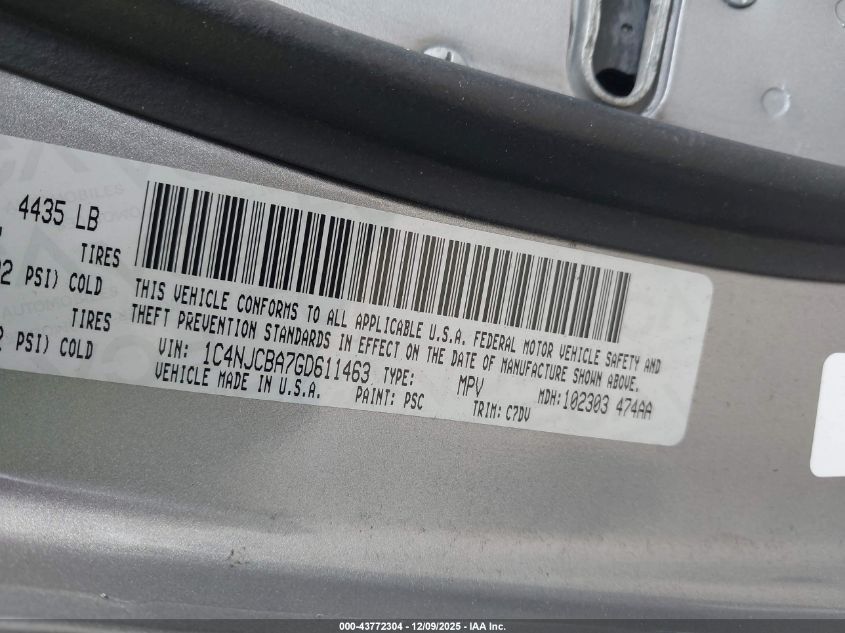 4435 LB
TIRES
PSI) COLD
TIRES
PSI) COLD
THIS VEHICLE CONFORMS TO ALL APPLICABLE U.S.A. FEDERAL MOTOR VEHICLE SAFETY AND
THEFT PREVENTION STANDARDS IN EFFECT ON THE DATE OF MANUFACTURE SHOWN ABOVE.
VIN: 1C4NJCBA7GD611463 TYPE: MPV MDH:102303 474AA
VEHICLE MADE IN U.S.A. PAINT: PSC TRIM: C7DV
000-43772304 | 12/09/2025 - IAA Inc.